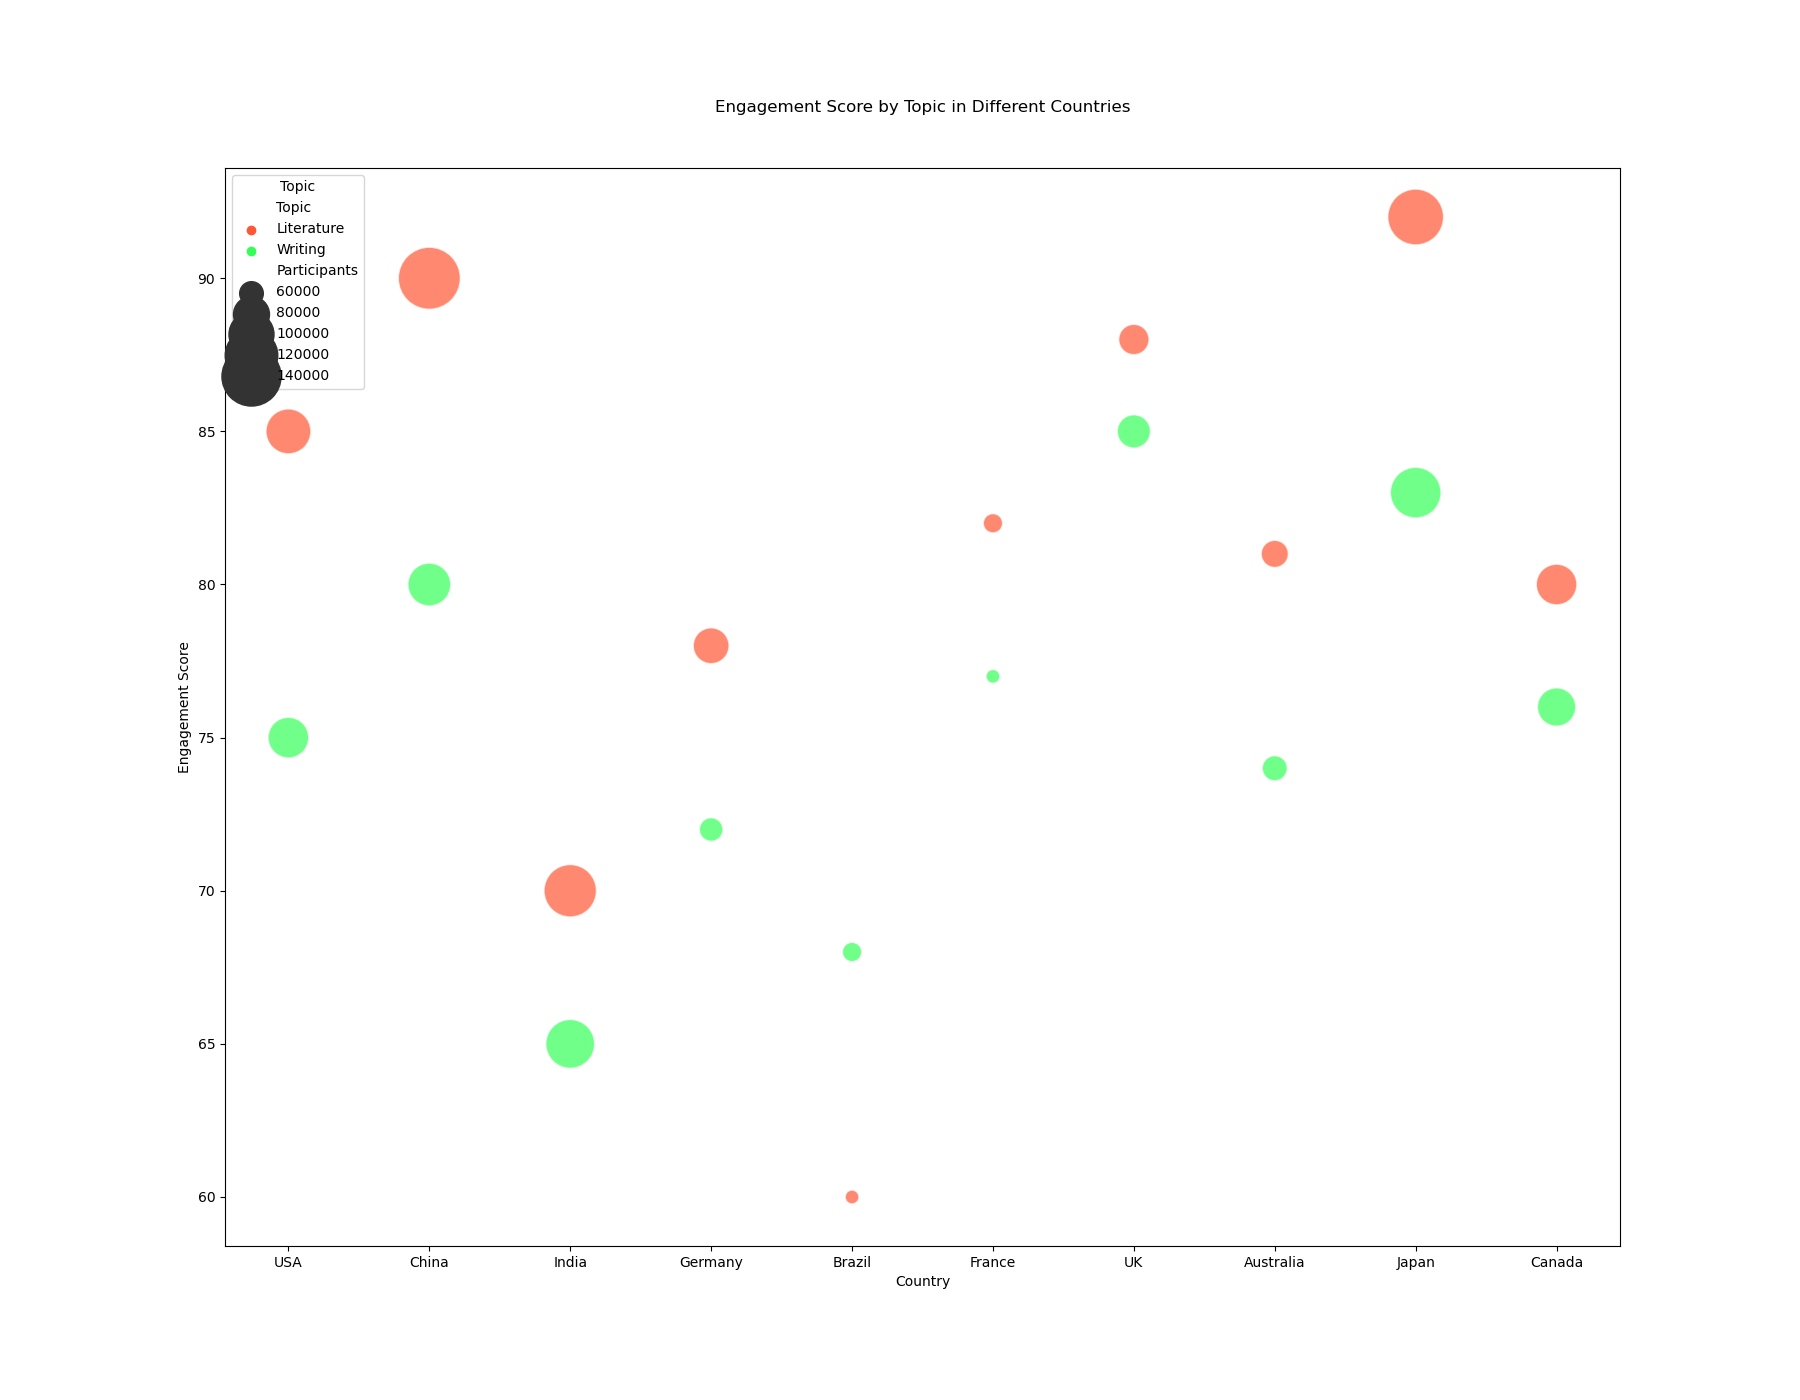 Engagement Score by Topic in Different Countries
Topic
Topic
Literature
Writing
Participants
60000
80000
100000
120000
140000
90
85
80
75
70
65
60
Engagement Score
USA China India Germany Brazil France UK Australia Japan Canada
Country